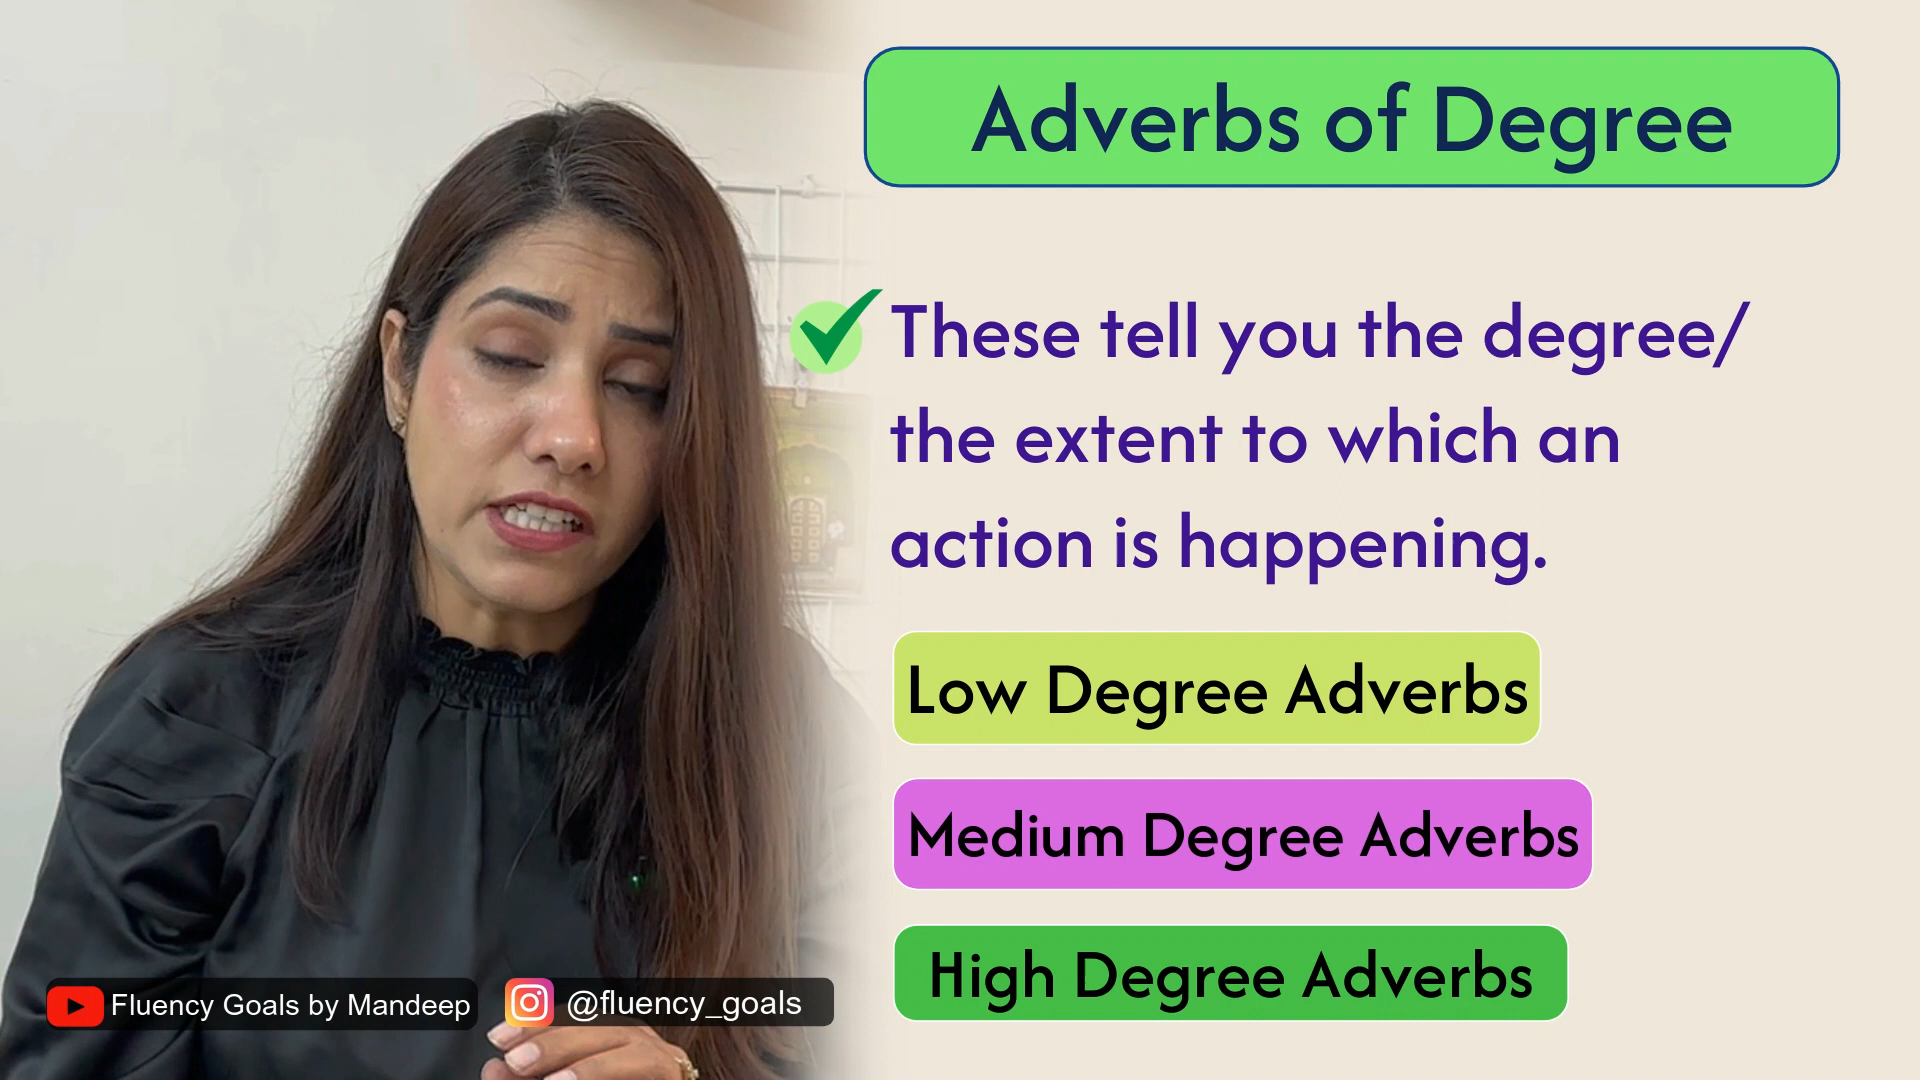 Adverbs of Degree
These tell you the degree/
the extent to which an
action is happening.
Low Degree Adverbs
Medium Degree Adverbs
High Degree Adverbs
Fluency Goals by Mandeep
@fluency_goals